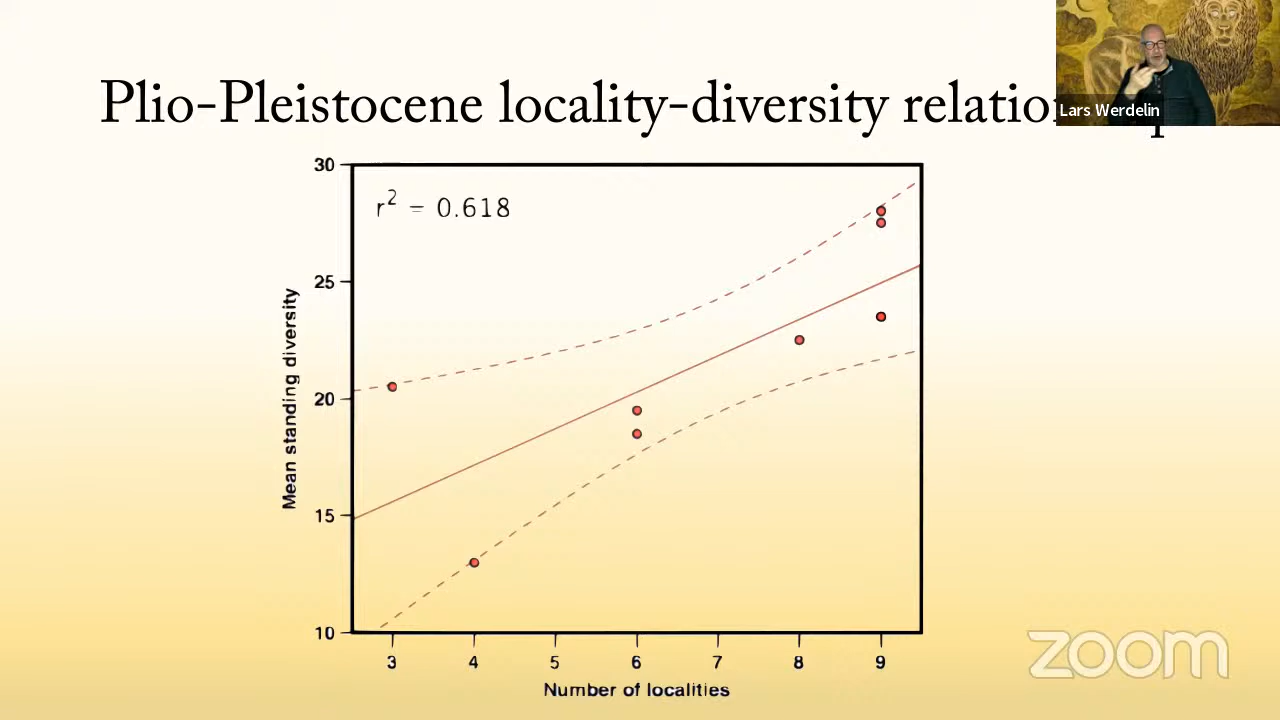 Plio-Pleistocene locality-diversity
Lars Werdelin
r² = 0.618
30
25
20
15
10
Mean standing diversity
3 4 5 6 7 8 9
Number of localities
zoom